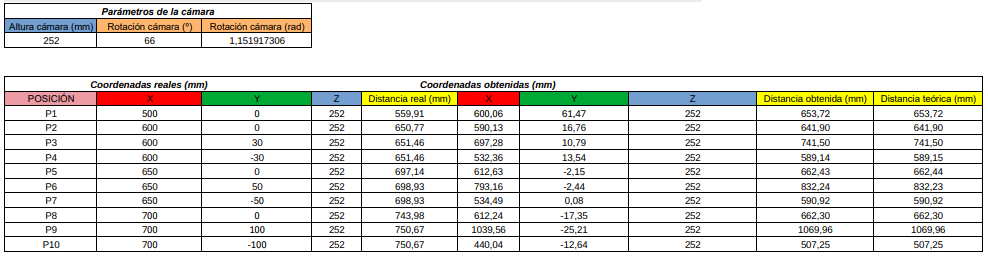 Parámetros de la cámara
Altura cámara (mm) Rotación cámara (º) Rotación cámara (rad)
252 66 1,151917306
Coordenadas reales (mm) Coordenadas obtenidas (mm)
POSICIÓN X Y Z Distancia real (mm) X Y Z Distancia obtenida (mm) Distancia teórica (mm)
P1 500 0 252 559,91 600,06 61,47 252 653,72 653,72
P2 600 0 252 650,77 590,13 16,76 252 641,90 641,90
P3 600 30 252 651,46 697,28 10,79 252 741,50 741,50
P4 600 -30 252 651,46 532,36 13,54 252 589,14 589,15
P5 650 0 252 697,14 612,63 -2,15 252 662,43 662,44
P6 650 50 252 698,93 793,16 -2,44 252 832,24 832,23
P7 650 -50 252 698,93 534,49 0,08 252 590,92 590,92
P8 700 0 252 743,98 612,24 -17,35 252 662,30 662,30
P9 700 100 252 750,67 1039,56 -25,21 252 1069,96 1069,96
P10 700 -100 252 750,67 440,04 -12,64 252 507,25 507,25